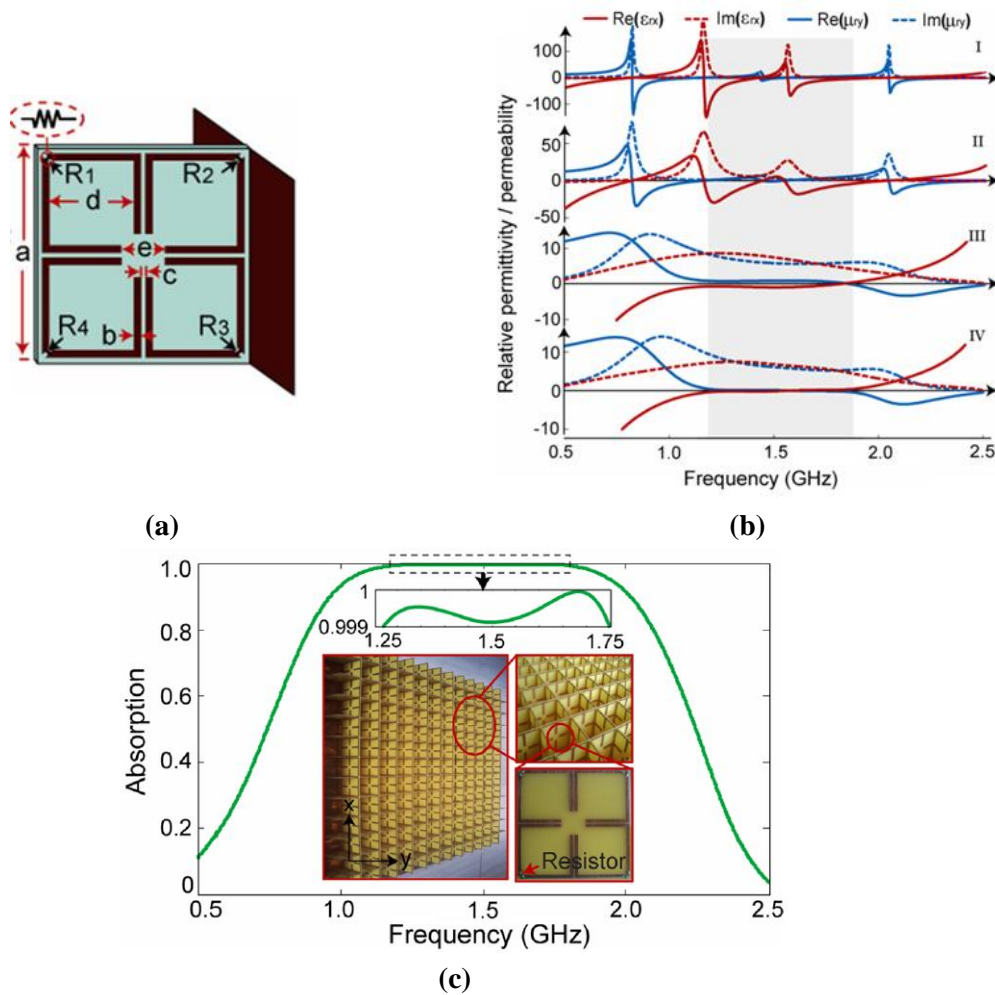 R1
R2
d
a
e
c
R4
b
R3
(a)
Re(εrx) Im(εrx) Re(μry) Im(μry)
Relative permittivity / permeability
100
0
-100
I
50
0
-50
II
10
0
-10
III
10
0
-10
IV
0.5 1.0 1.5 2.0 2.5
Frequency (GHz)
(b)
Absorption
1.0
0.8
0.6
0.4
0.2
0
1
0.999
1.25 1.5 1.75
x
y
Resistor
0.5 1.0 1.5 2.0 2.5
Frequency (GHz)
(c)